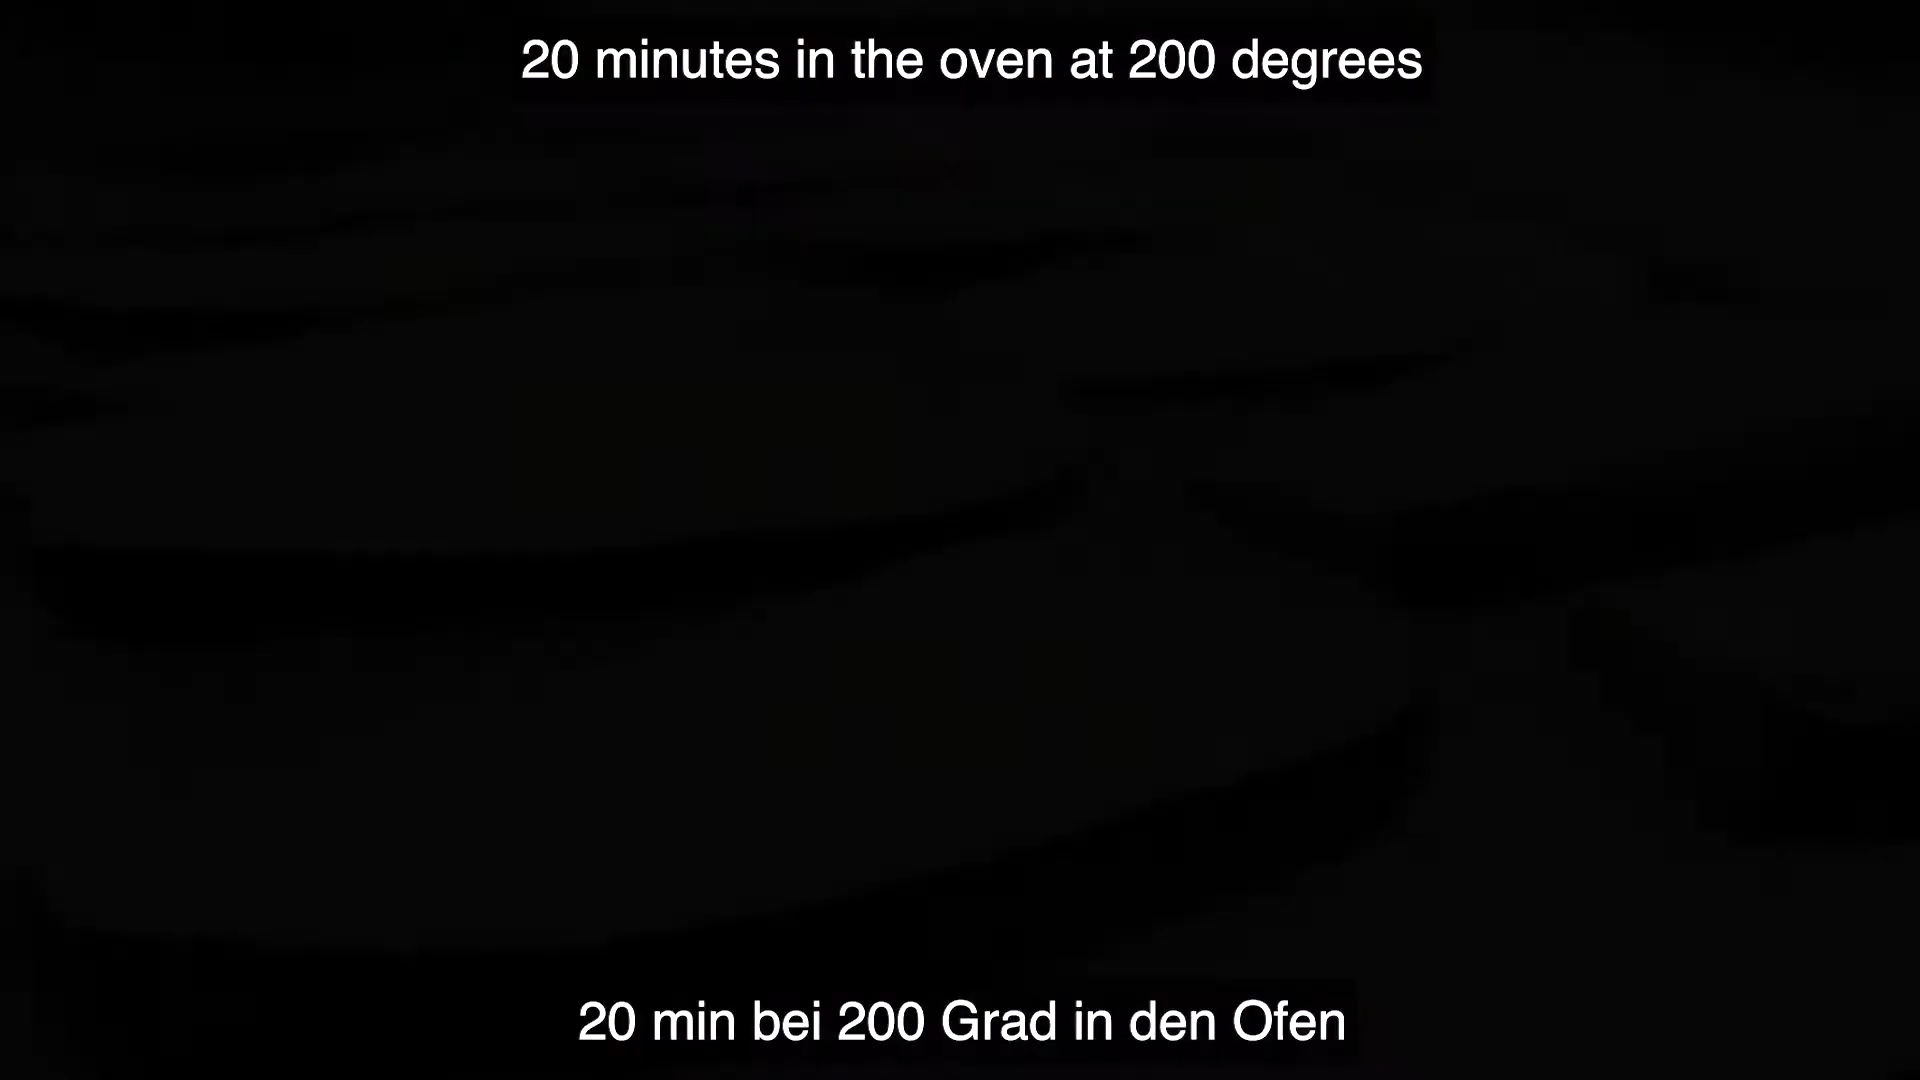 20 minutes in the oven at 200 degrees
20 min bei 200 Grad in den Ofen